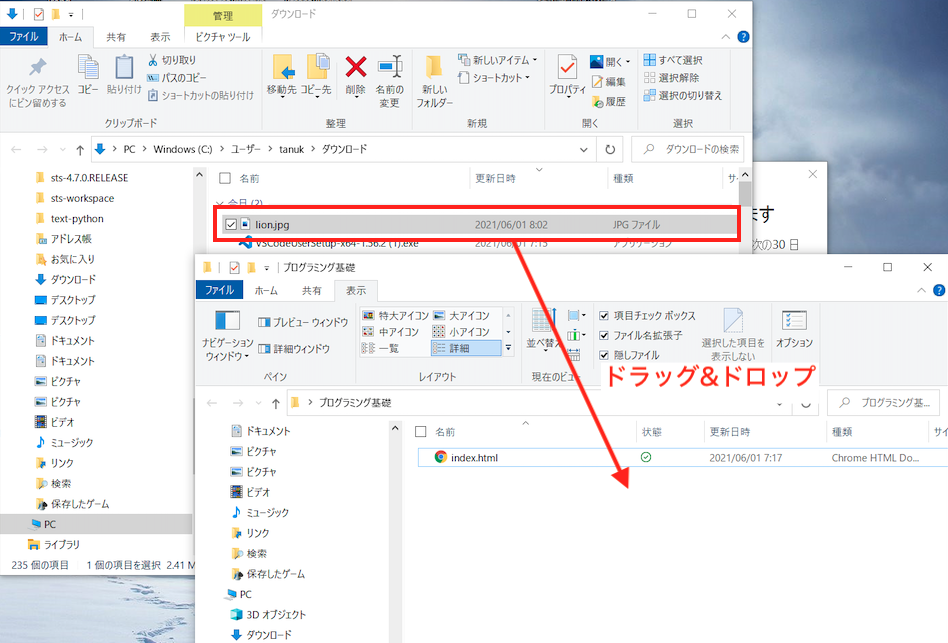 管理
ダウンロード
ファイル ホーム 共有 表示 ピクチャ ツール
クイック アクセスにピン留めする
コピー
貼り付け
切り取り
パスのコピー
ショートカットの貼り付け
クリップボード
移動先 コピー先 削除 名前の変更
整理
新しいフォルダー
新しいアイテム
ショートカット
新規
プロパティ
開く
編集
履歴
開く
すべて選択
選択解除
選択の切り替え
選択
PC > Windows (C:) > ユーザー > tanuk > ダウンロード
ダウンロードの検索
名前 更新日時 種類 サ
今日 (2)
lion.jpg 2021/06/01 8:02 JPG ファイル
VSCodeUserSetup-x64-1.56.2 (1).exe 2021/06/01 7:13 アプリケーション
sts-4.7.0.RELEASE
sts-workspace
text-python
アドレス帳
お気に入り
ダウンロード
デスクトップ
デスクトップ
ドキュメント
ドキュメント
ピクチャ
ピクチャ
ビデオ
ミュージック
リンク
検索
保存したゲーム
PC
ライブラリ
235 個の項目 1 個の項目を選択 2.41 M
ます
次の30 日
プログラミング基礎
ファイル ホーム 共有 表示
ナビゲーション ウィンドウ
プレビュー ウィンドウ
詳細ウィンドウ
ペイン
特大アイコン 大アイコン
中アイコン 小アイコン
一覧 詳細
レイアウト
並べ替え
現在のビュー
項目チェック ボックス
ファイル名拡張子
隠しファイル
選択した項目を表示しない
オプション
ドラッグ&ドロップ
プログラミング基礎
プログラミング基...
名前 状態 更新日時 種類 サイ
index.html 2021/06/01 7:17 Chrome HTML Do...
ドキュメント
ピクチャ
ピクチャ
ビデオ
ミュージック
リンク
検索
保存したゲーム
PC
3D オブジェクト
ダウンロード